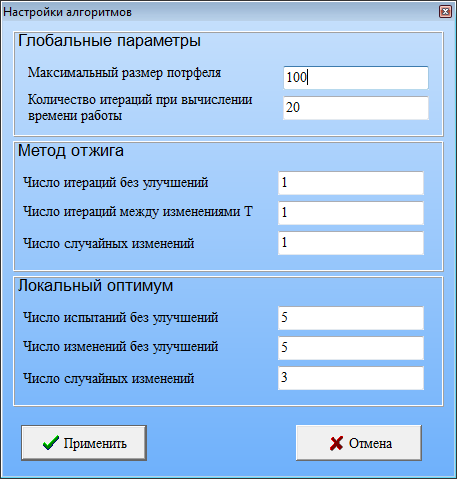 Настройки алгоритмов
Глобальные параметры
Максимальный размер потрфеля
100
Количество итераций при вычислении
времени работы
20
Метод отжига
Число итераций без улучшений
1
Число итераций между изменениями Т
1
Число случайных изменений
1
Локальный оптимум
Число испытаний без улучшений
5
Число изменений без улучшений
5
Число случайных изменений
3
Применить
Отмена